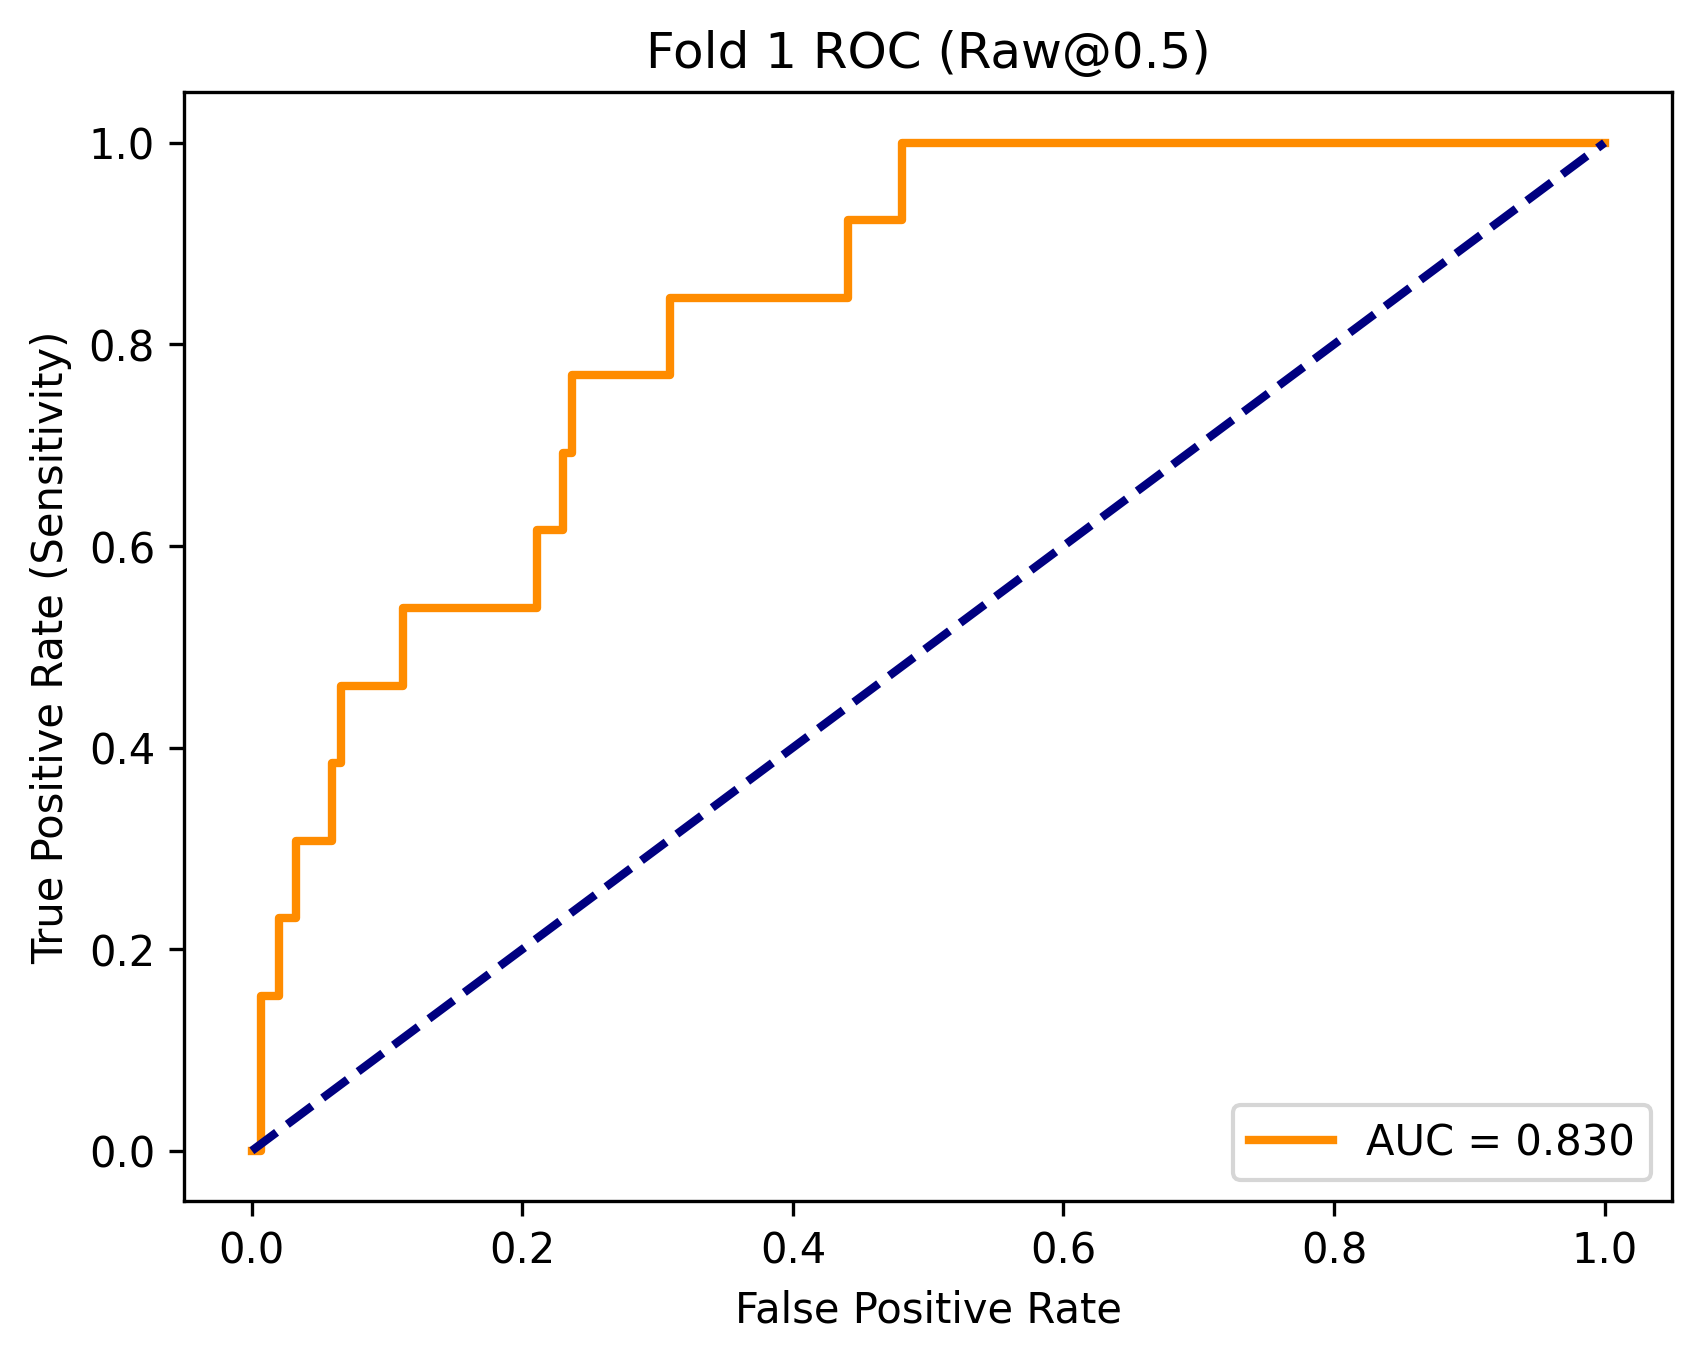 Fold 1 ROC (Raw@0.5)
True Positive Rate (Sensitivity)
1.0
0.8
0.6
0.4
0.2
0.0
AUC = 0.830
0.0 0.2 0.4 0.6 0.8 1.0
False Positive Rate